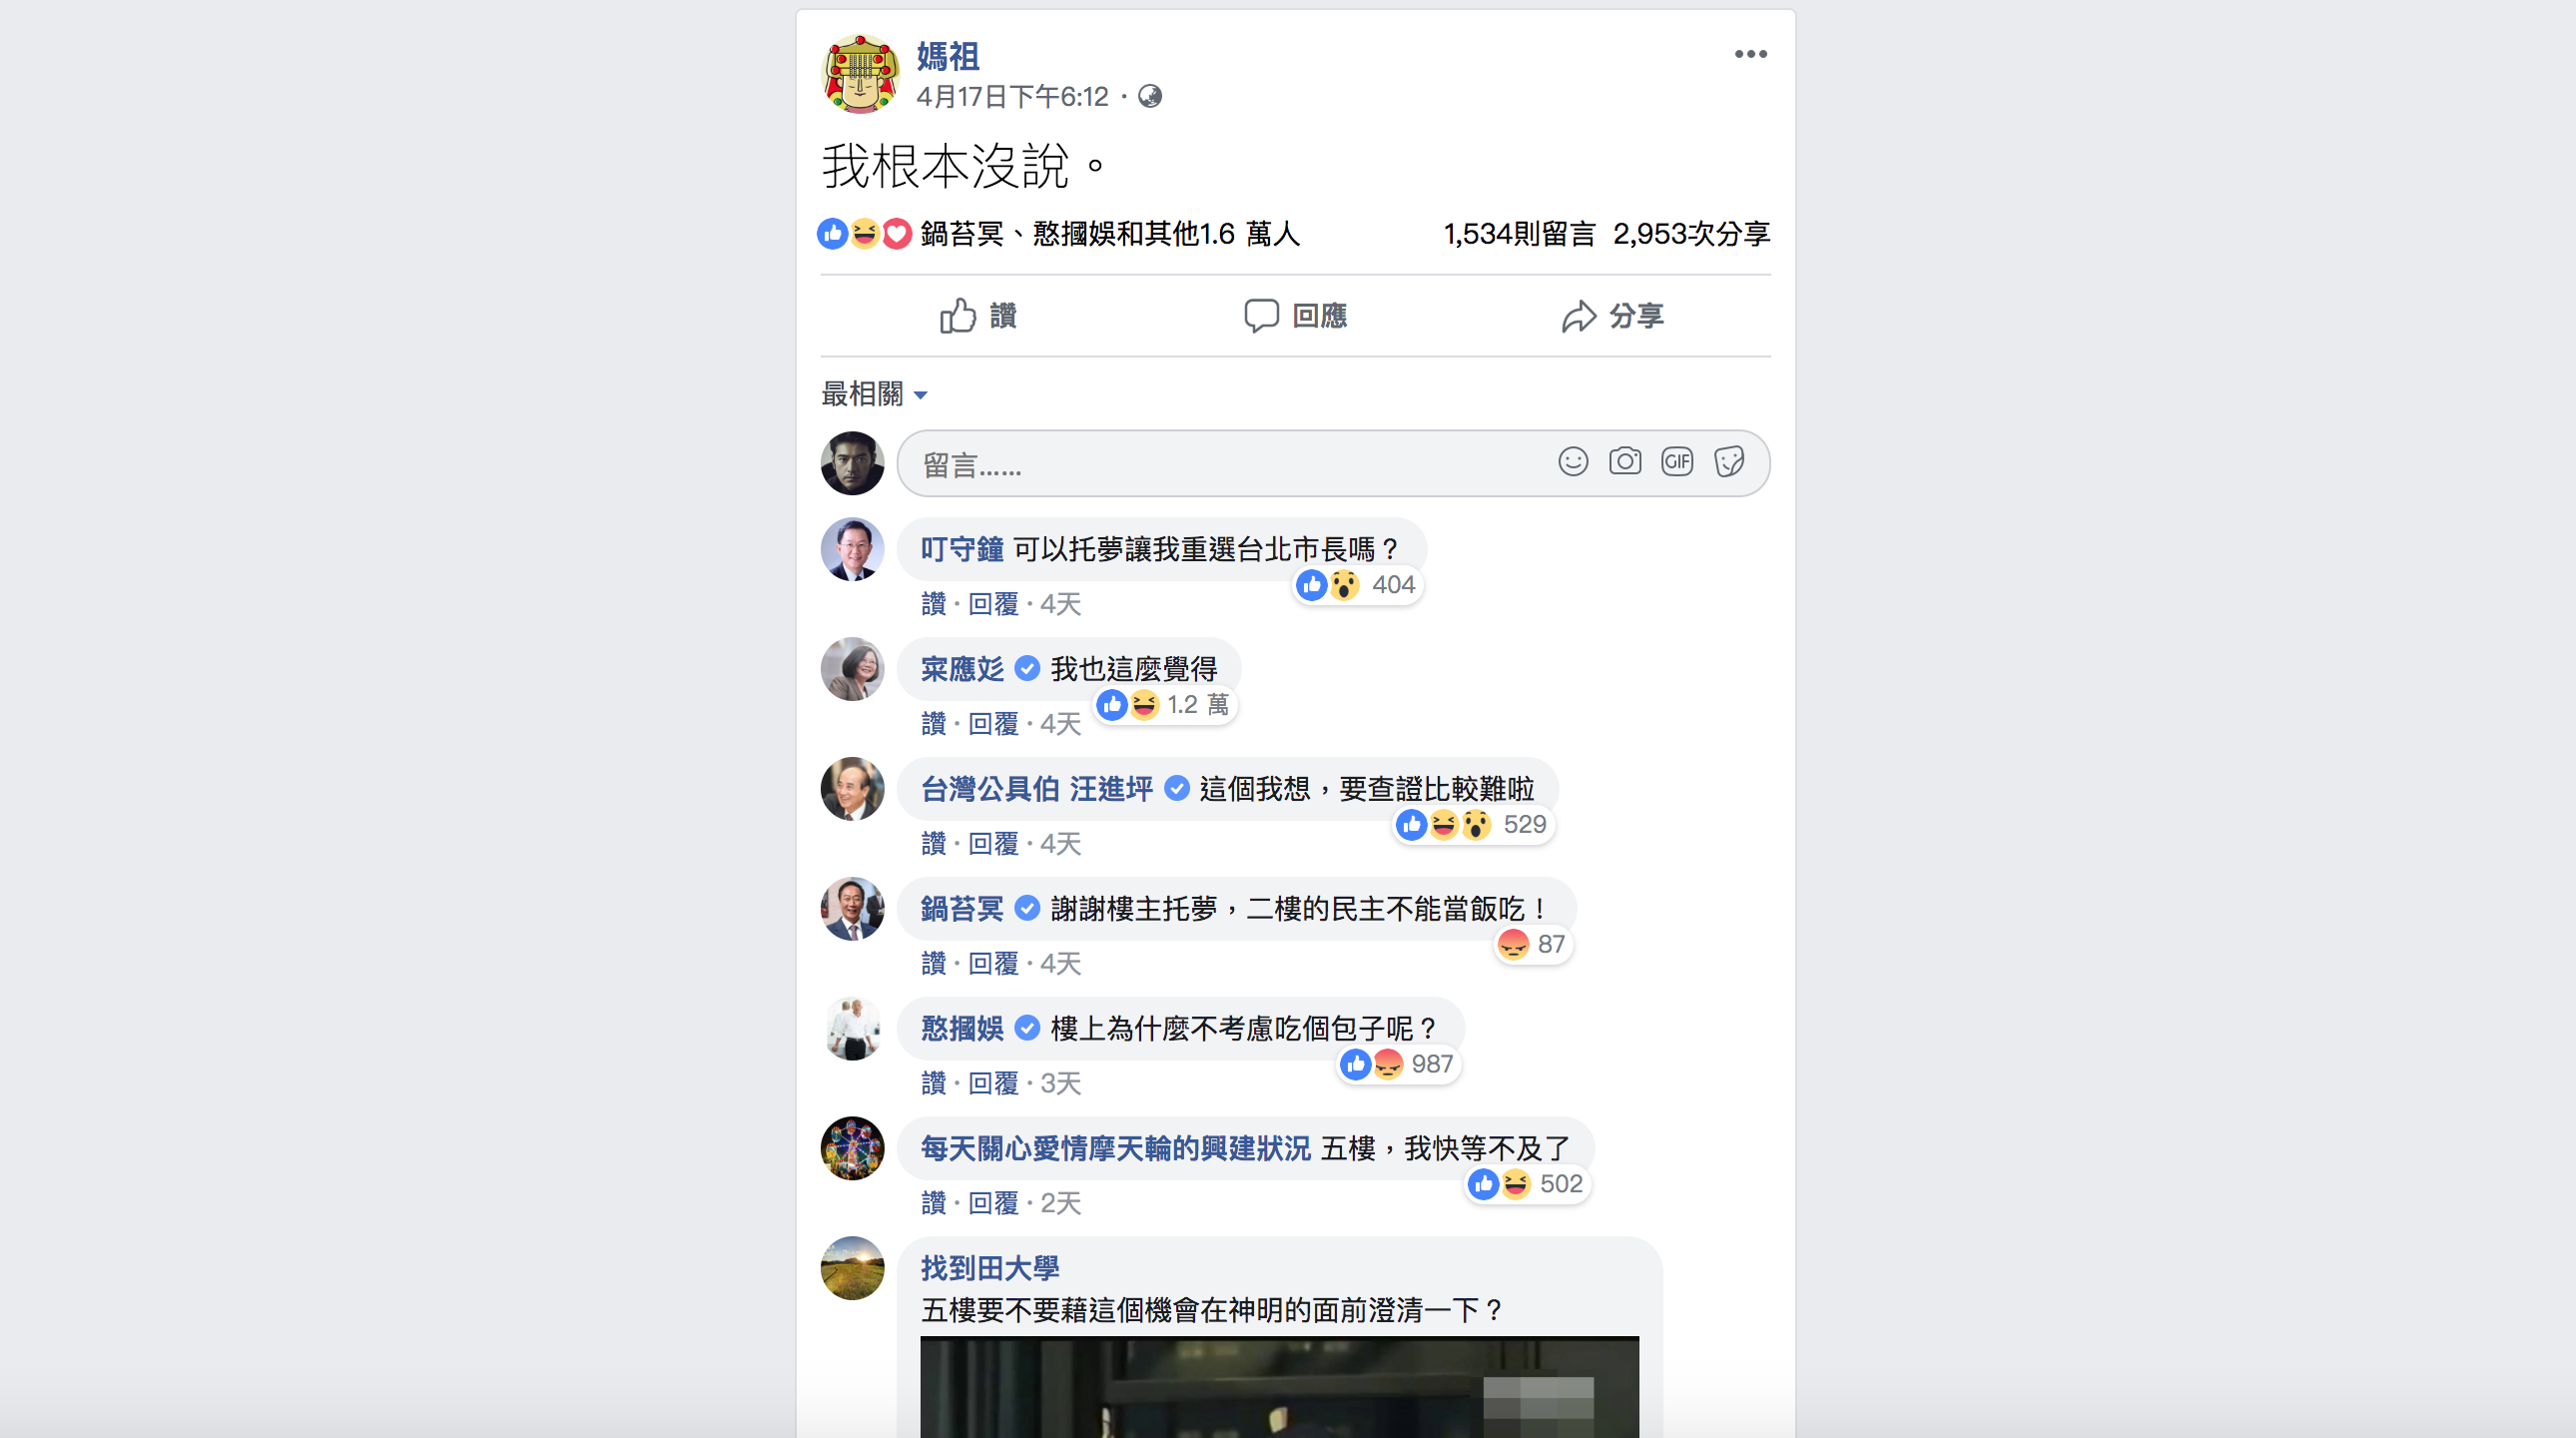 媽祖
4月17日下午6:12 ·
我根本沒說。
鍋苔冥、憨摑娛和其他1.6 萬人 1,534則留言 2,953次分享
讚 回應 分享
最相關
留言...... GIF
叮守鐘 可以托夢讓我重選台北市長嗎？
404
讚 · 回覆 · 4天
寀應彣 我也這麼覺得
1.2 萬
讚 · 回覆 · 4天
台灣公具伯 汪進坪 這個我想，要查證比較難啦
529
讚 · 回覆 · 4天
鍋苔冥 謝謝樓主托夢，二樓的民主不能當飯吃！
87
讚 · 回覆 · 4天
憨摑娛 樓上為什麼不考慮吃個包子呢？
987
讚 · 回覆 · 3天
每天關心愛情摩天輪的興建狀況 五樓，我快等不及了
502
讚 · 回覆 · 2天
找到田大學
五樓要不要藉這個機會在神明的面前澄清一下？